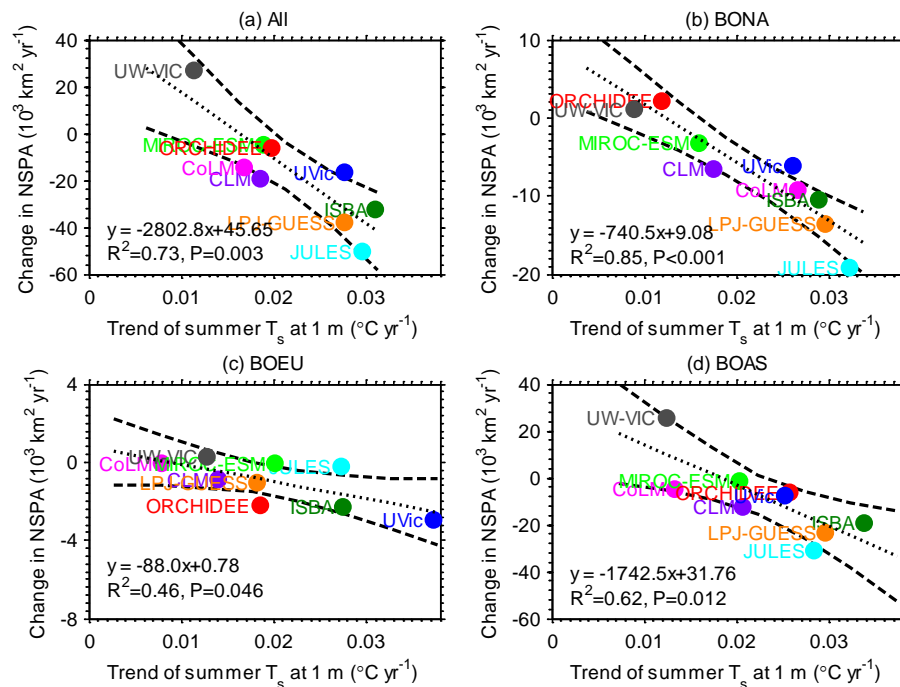 (a) All
Change in NSPA (10³ km² yr⁻¹)
40
20
0
-20
-40
-60
UW-VIC
MIROC-ESM
ORCHIDEE
CoLM
CLM
UVic
ISBA
LPJ-GUESS
JULES
y = -2802.8x+45.65
R²=0.73, P=0.003
0 0.01 0.02 0.03
Trend of summer Tₛ at 1 m (°C yr⁻¹)
(b) BONA
Change in NSPA (10³ km² yr⁻¹)
10
0
-10
-20
ORCHIDEE
UW-VIC
MIROC-ESM
UVic
CLM
CoLM
ISBA
LPJ-GUESS
JULES
y = -740.5x+9.08
R²=0.85, P<0.001
0 0.01 0.02 0.03
Trend of summer Tₛ at 1 m (°C yr⁻¹)
(c) BOEU
Change in NSPA (10³ km² yr⁻¹)
4
0
-4
-8
CoLM
UW-VIC
MIROC-ESM
JULES
CLM
LPJ-GUESS
ORCHIDEE
ISBA
UVic
y = -88.0x+0.78
R²=0.46, P=0.046
0 0.01 0.02 0.03
Trend of summer Tₛ at 1 m (°C yr⁻¹)
(d) BOAS
Change in NSPA (10³ km² yr⁻¹)
40
20
0
-20
-40
-60
UW-VIC
MIROC-ESM
CoLM
ORCHIDEE
UVic
CLM
ISBA
LPJ-GUESS
JULES
y = -1742.5x+31.76
R²=0.62, P=0.012
0 0.01 0.02 0.03
Trend of summer Tₛ at 1 m (°C yr⁻¹)